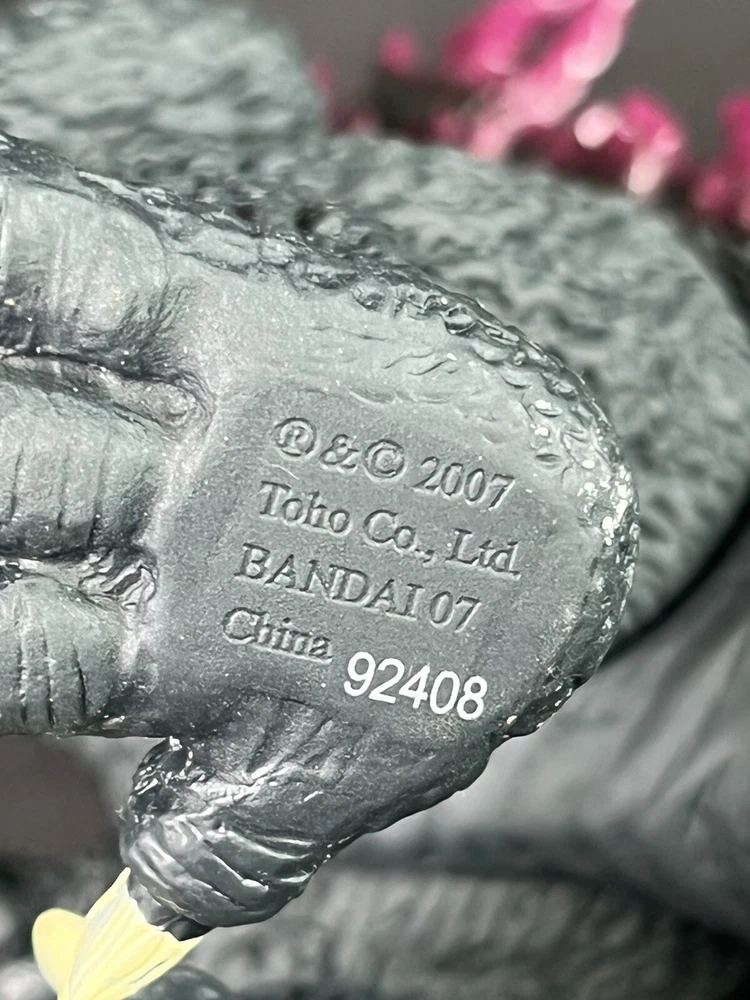 ® & © 2007
Toho Co., Ltd.
BANDAI 07
China 92408